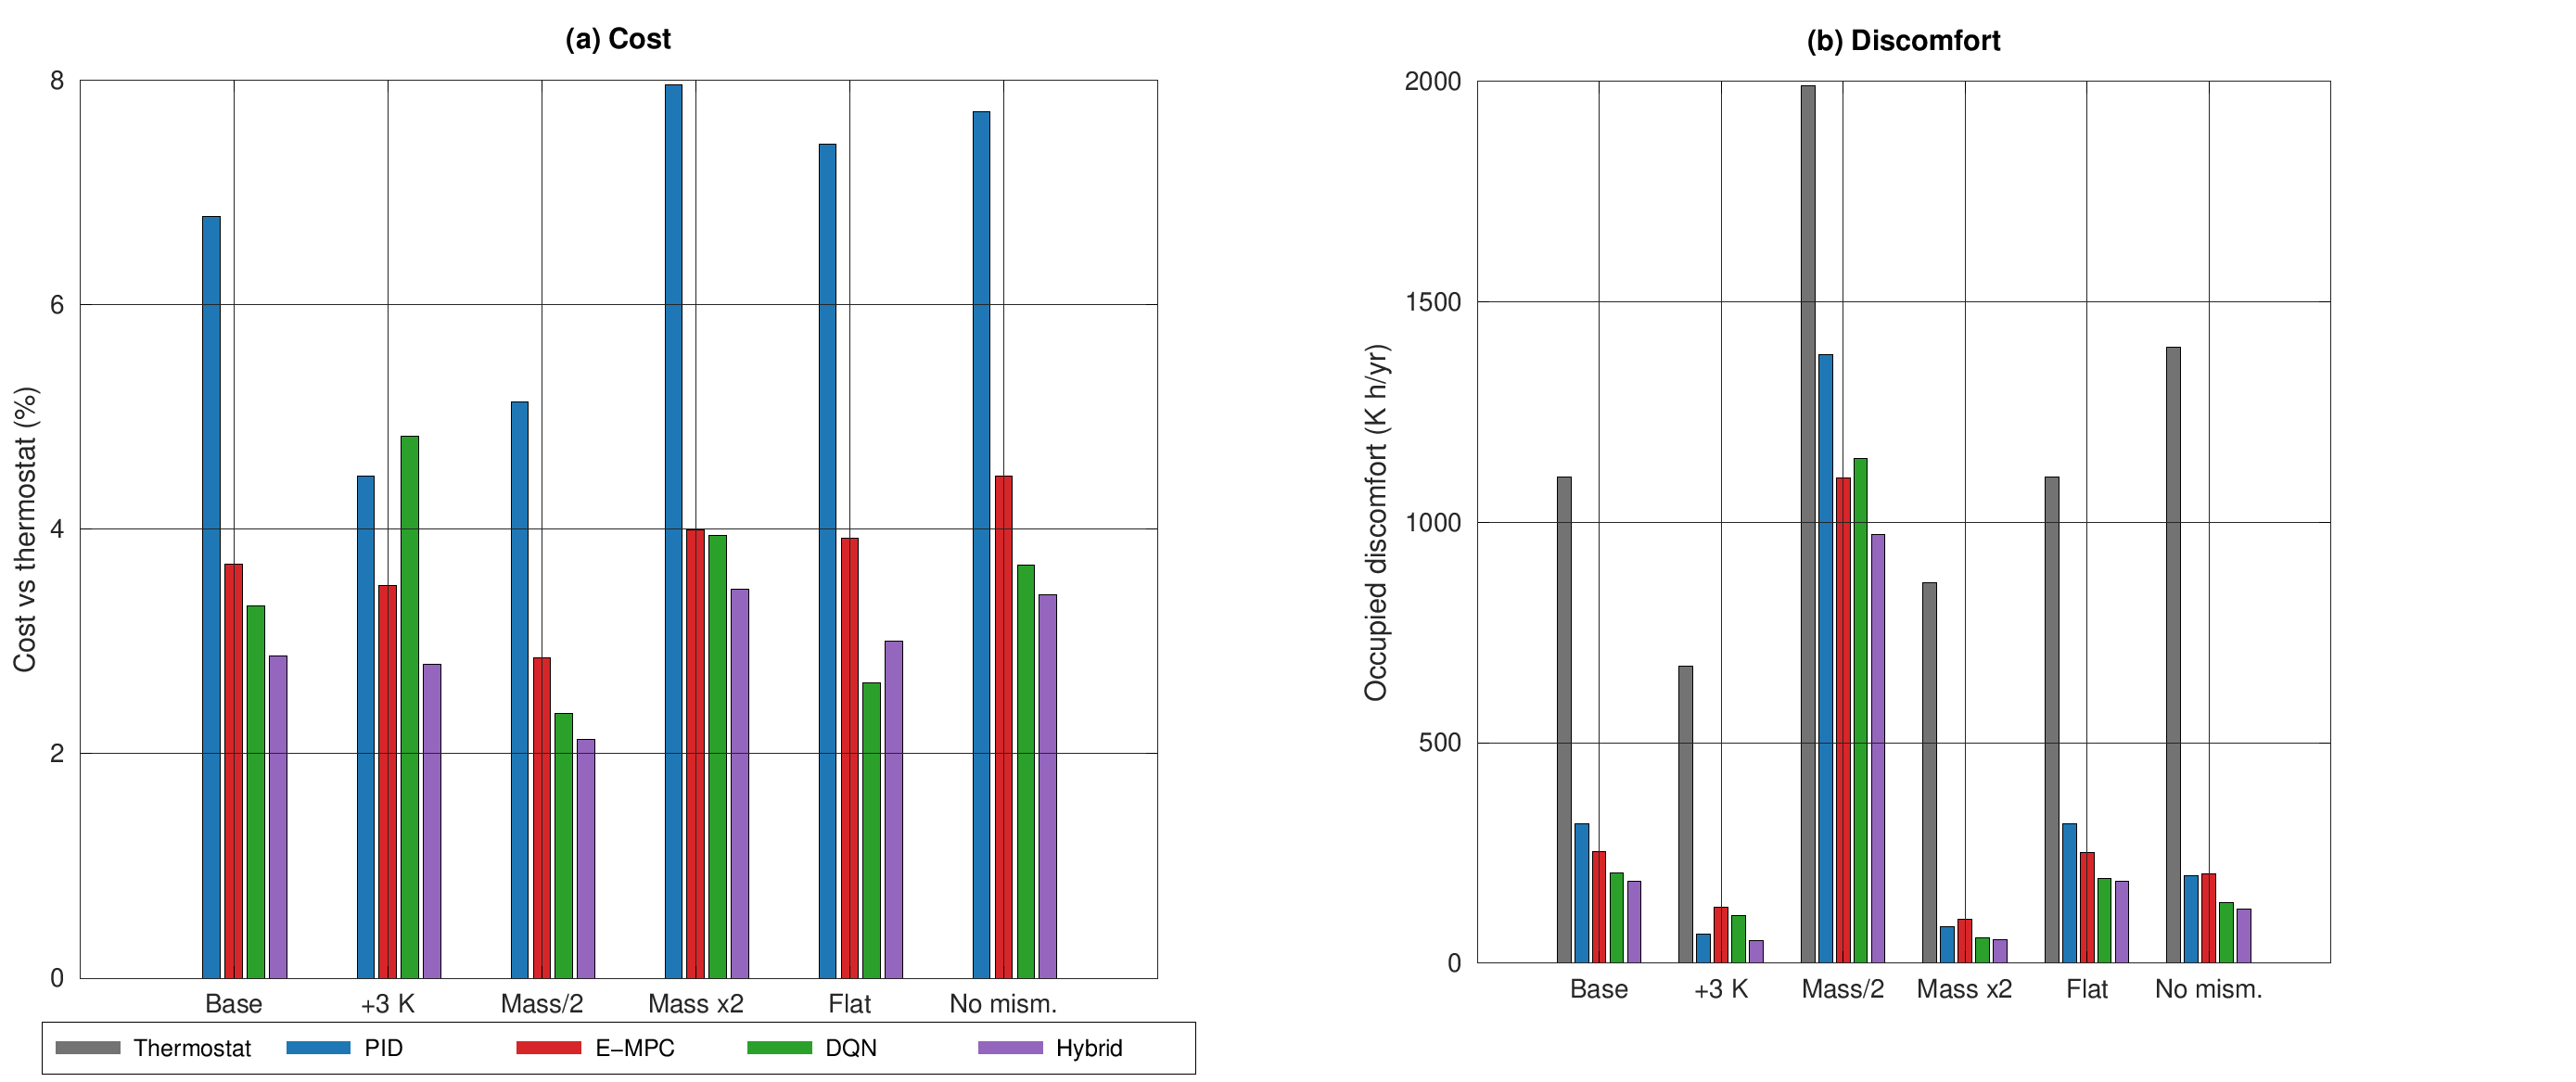 (a) Cost
8
6
4
2
0
Cost vs thermostat (%)
Base +3 K Mass/2 Mass x2 Flat No mism.
Thermostat PID E−MPC DQN Hybrid
(b) Discomfort
2000
1500
1000
500
0
Occupied discomfort (K h/yr)
Base +3 K Mass/2 Mass x2 Flat No mism.